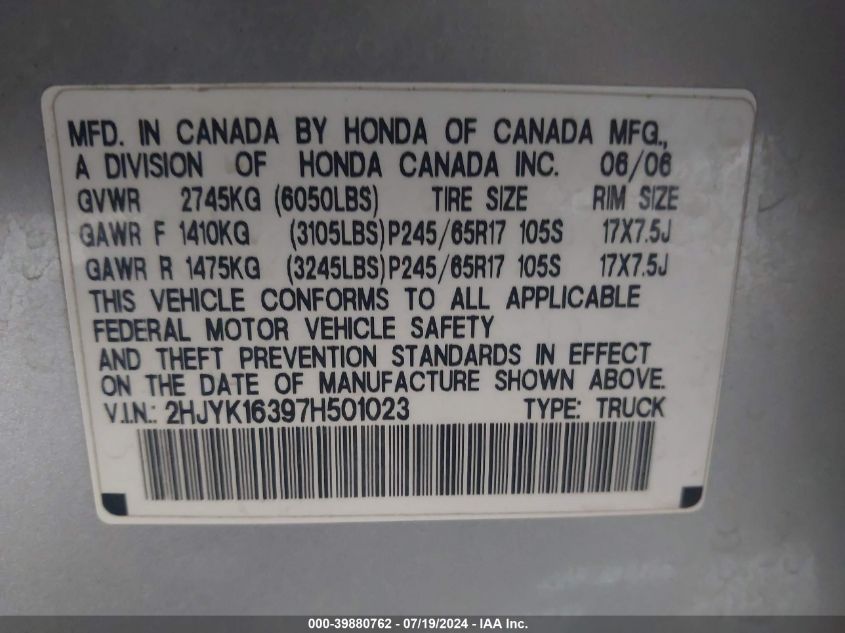 MFD. IN CANADA BY HONDA OF CANADA MFG.,
A DIVISION OF HONDA CANADA INC. 06/06
GVWR 2745KG (6050LBS) TIRE SIZE RIM SIZE
GAWR F 1410KG (3105LBS) P245/65R17 105S 17X7.5J
GAWR R 1475KG (3245LBS) P245/65R17 105S 17X7.5J
THIS VEHICLE CONFORMS TO ALL APPLICABLE
FEDERAL MOTOR VEHICLE SAFETY
AND THEFT PREVENTION STANDARDS IN EFFECT
ON THE DATE OF MANUFACTURE SHOWN ABOVE.
V.I.N.: 2HJYK16397H501023 TYPE: TRUCK
000-39880762 - 07/19/2024 - IAA Inc.